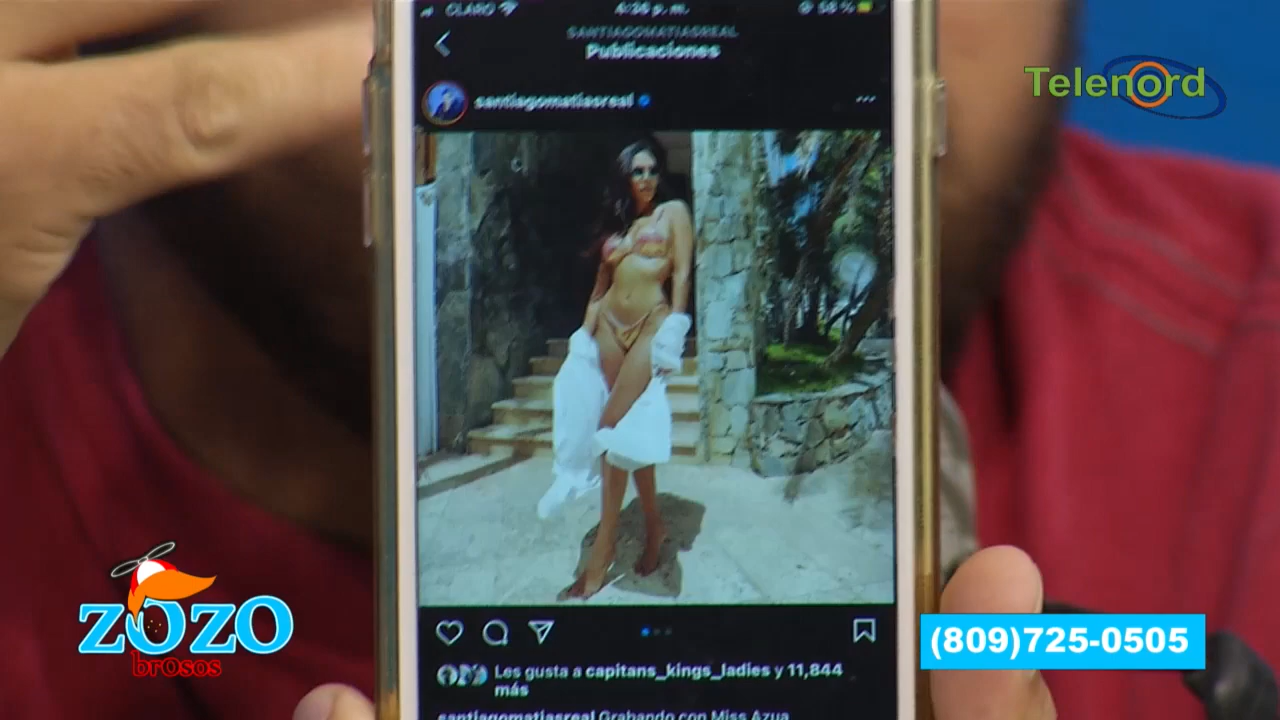 CLARO
4:36 p. m.
58 %
SANTIAGOMATIASREAL
Publicaciones
santiagomatiasreal
Telenord
Les gusta a capitans_kings_ladies y 11,844
más
santiagomatiasreal Grabando con Miss Azua
ZOZO
brOsos
(809)725-0505